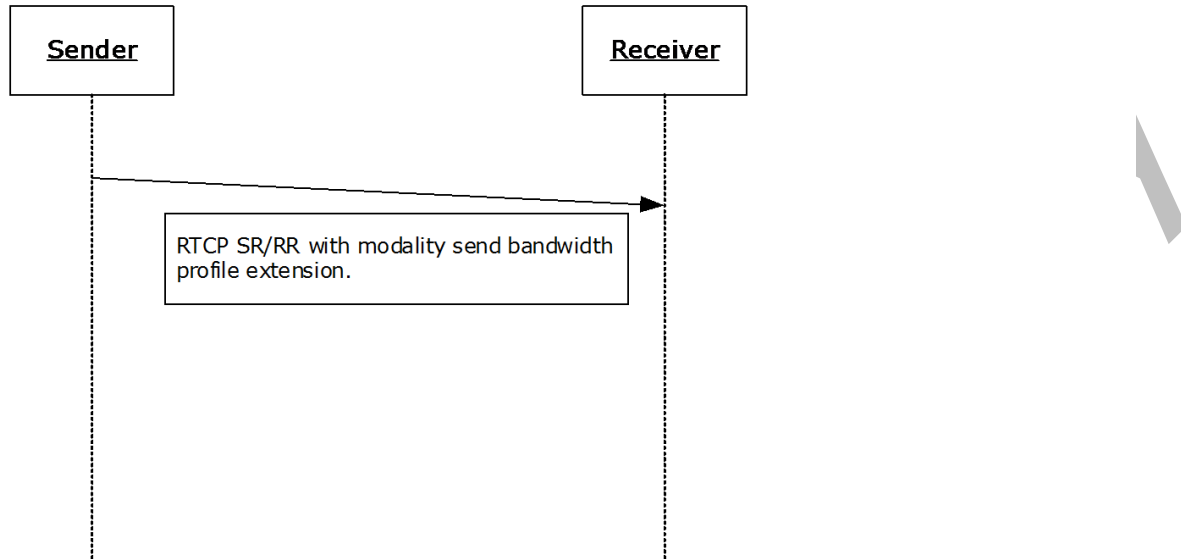 Sender
Receiver
RTCP SR/RR with modality send bandwidth
profile extension.